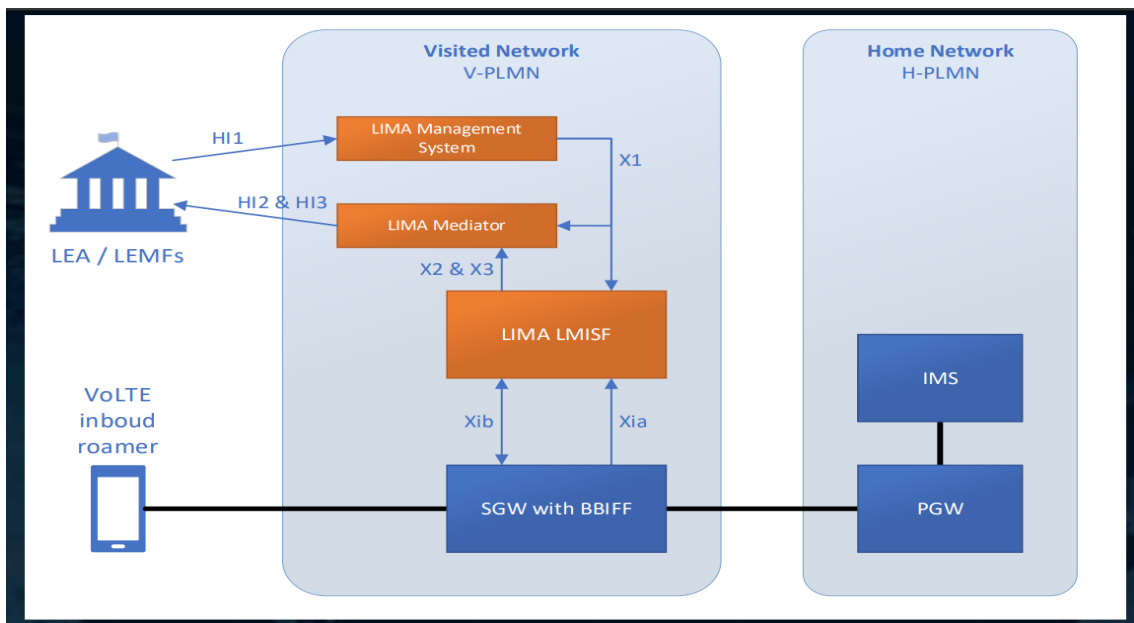 Visited Network
V-PLMN
Home Network
H-PLMN
LIMA Management
System
HI1
X1
HI2 & HI3
LIMA Mediator
LEA / LEMFs
X2 & X3
LIMA LMISF
IMS
VoLTE
inboud
roamer
Xib
Xia
SGW with BBIFF
PGW